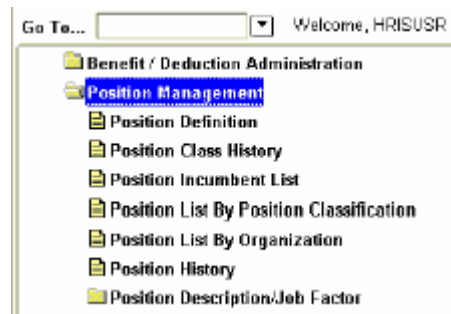 Go To... Welcome, HRISUSR
Benefit / Deduction Administration
Position Management
Position Definition
Position Class History
Position Incumbent List
Position List By Position Classification
Position List By Organization
Position History
Position Description/Job Factor